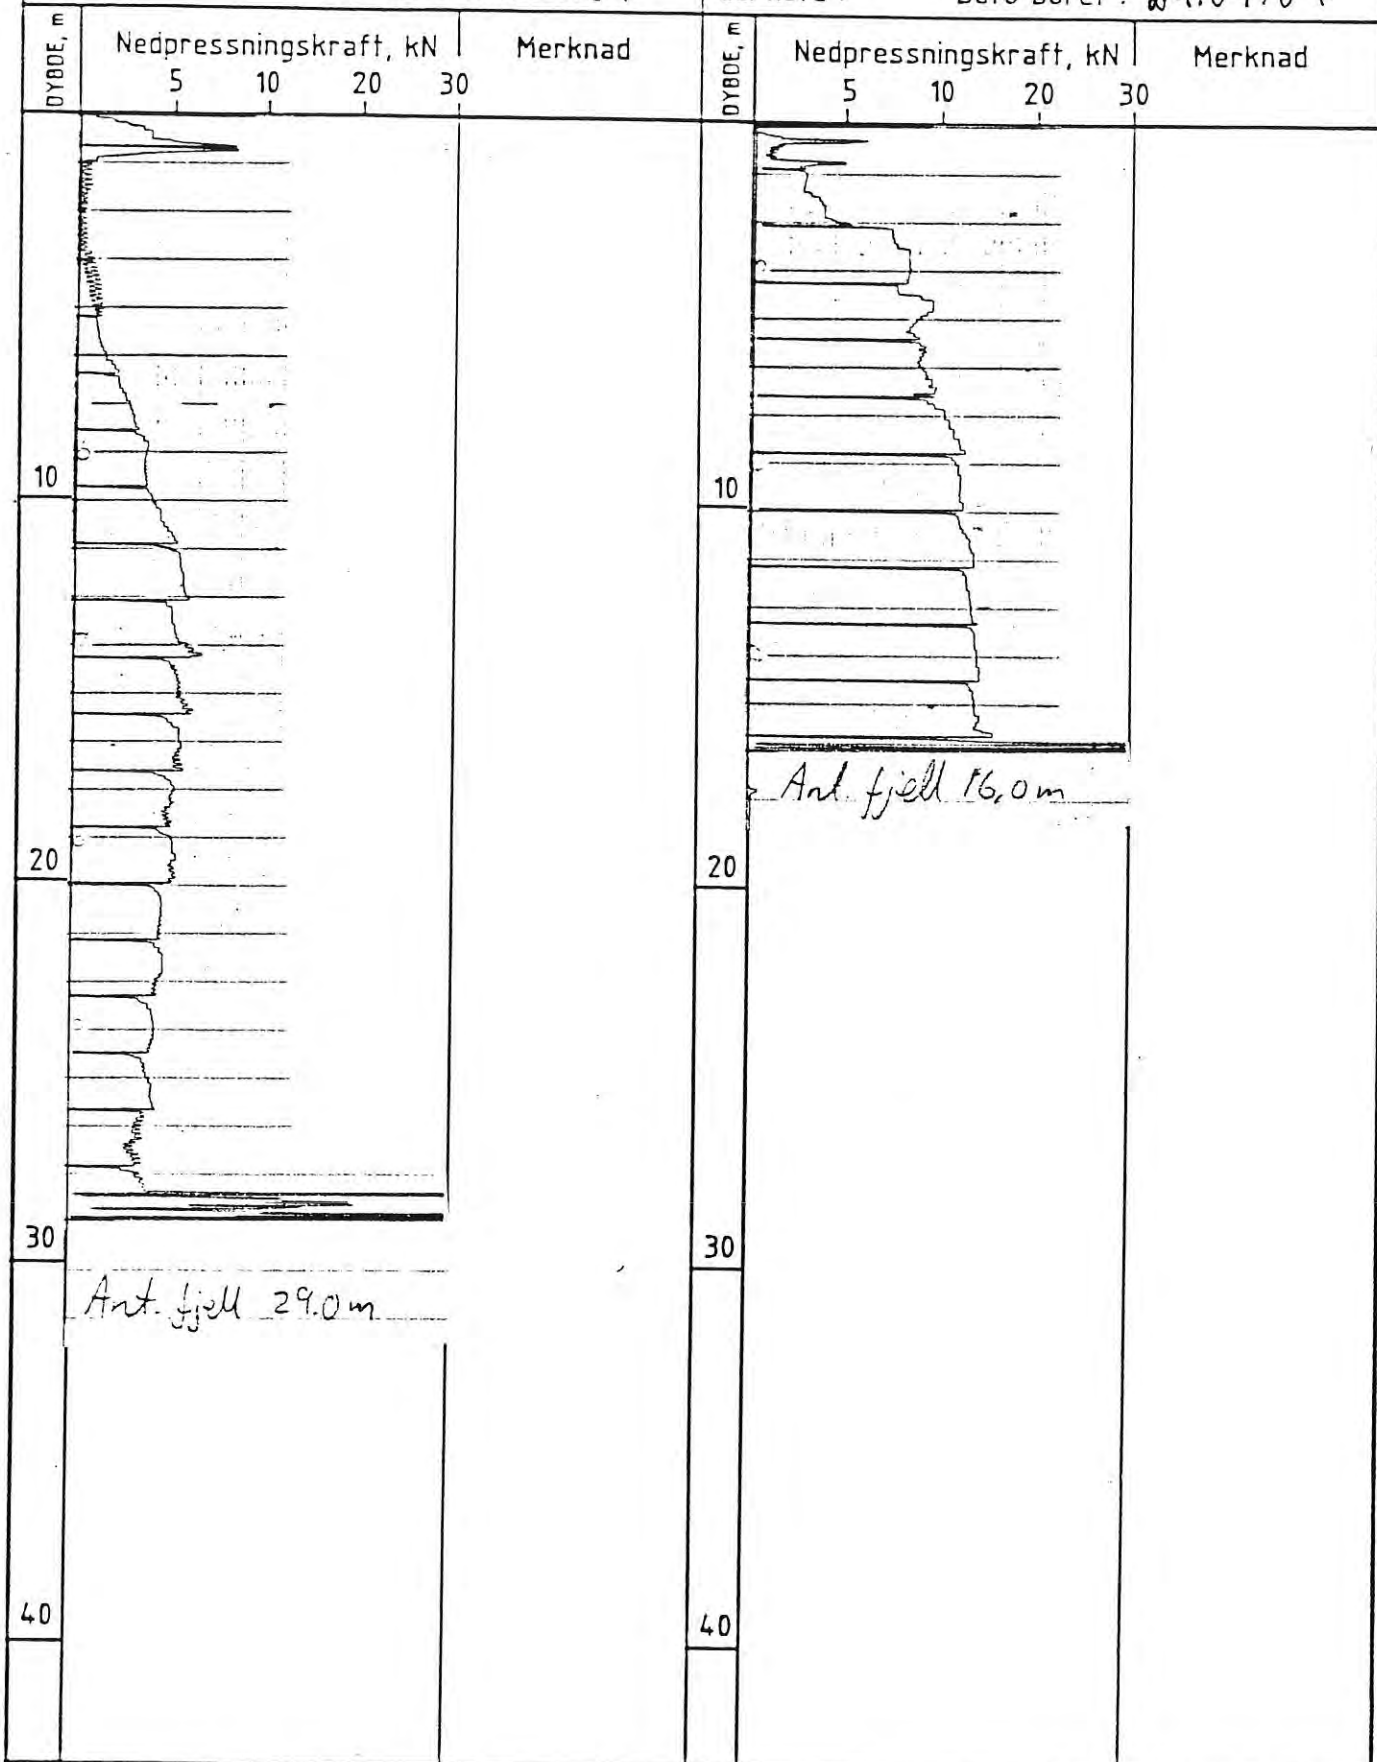 DYBDE, m
Nedpressningskraft, kN
Merknad
5 10 20 30
10
20
30
Ant. fjell 29.0 m
40
DYBDE, m
Nedpressningskraft, kN
Merknad
5 10 20 30
10
Ant. fjell 16,0 m
20
30
40